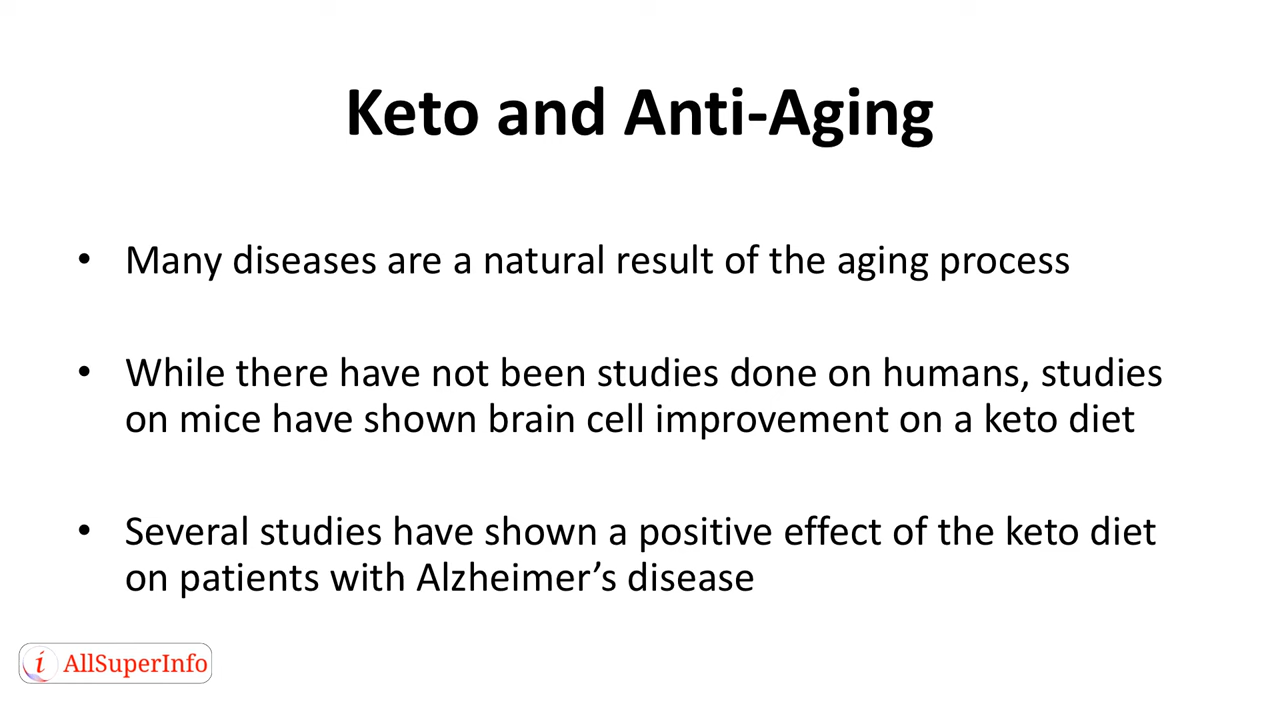 Keto and Anti-Aging
• Many diseases are a natural result of the aging process
• While there have not been studies done on humans, studies
on mice have shown brain cell improvement on a keto diet
• Several studies have shown a positive effect of the keto diet
on patients with Alzheimer’s disease
i AllSuperInfo